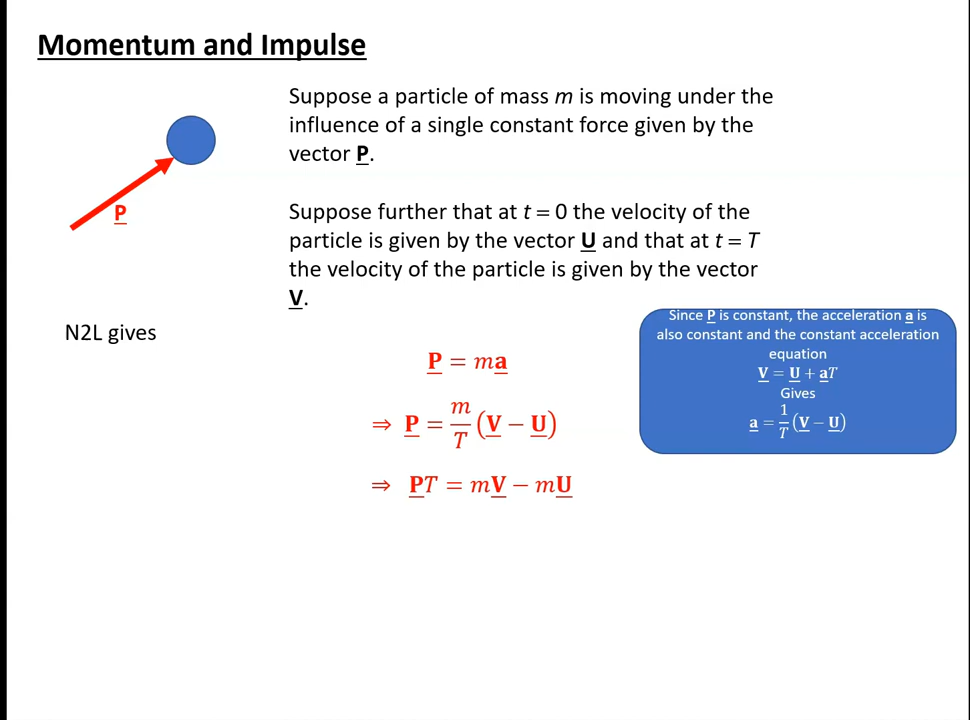 Momentum and Impulse
Suppose a particle of mass m is moving under the
influence of a single constant force given by the
vector P.
P
Suppose further that at t = 0 the velocity of the
particle is given by the vector U and that at t = T
the velocity of the particle is given by the vector
V.
N2L gives
P = ma
⇒ P = m/T (V − U)
⇒ PT = mV − mU
Since P is constant, the acceleration a is
also constant and the constant acceleration
equation
V = U + aT
Gives
a = 1/T (V − U)